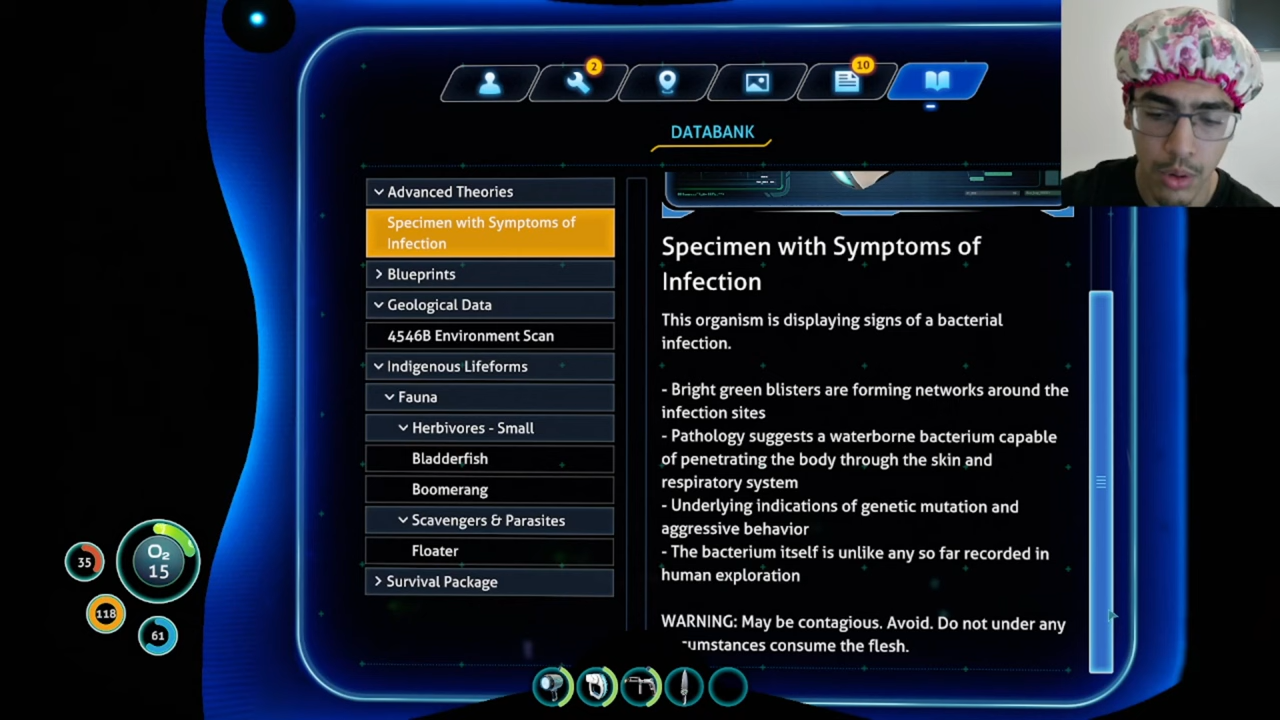 2
10
DATABANK
Advanced Theories
Specimen with Symptoms of
Infection
Blueprints
Geological Data
4546B Environment Scan
Indigenous Lifeforms
Fauna
Herbivores - Small
Bladderfish
Boomerang
Scavengers & Parasites
Floater
Survival Package
Specimen with Symptoms of
Infection
This organism is displaying signs of a bacterial
infection.
- Bright green blisters are forming networks around the
infection sites
- Pathology suggests a waterborne bacterium capable
of penetrating the body through the skin and
respiratory system
- Underlying indications of genetic mutation and
aggressive behavior
- The bacterium itself is unlike any so far recorded in
human exploration
WARNING: May be contagious. Avoid. Do not under any
cumstances consume the flesh.
35
O₂
15
118
61